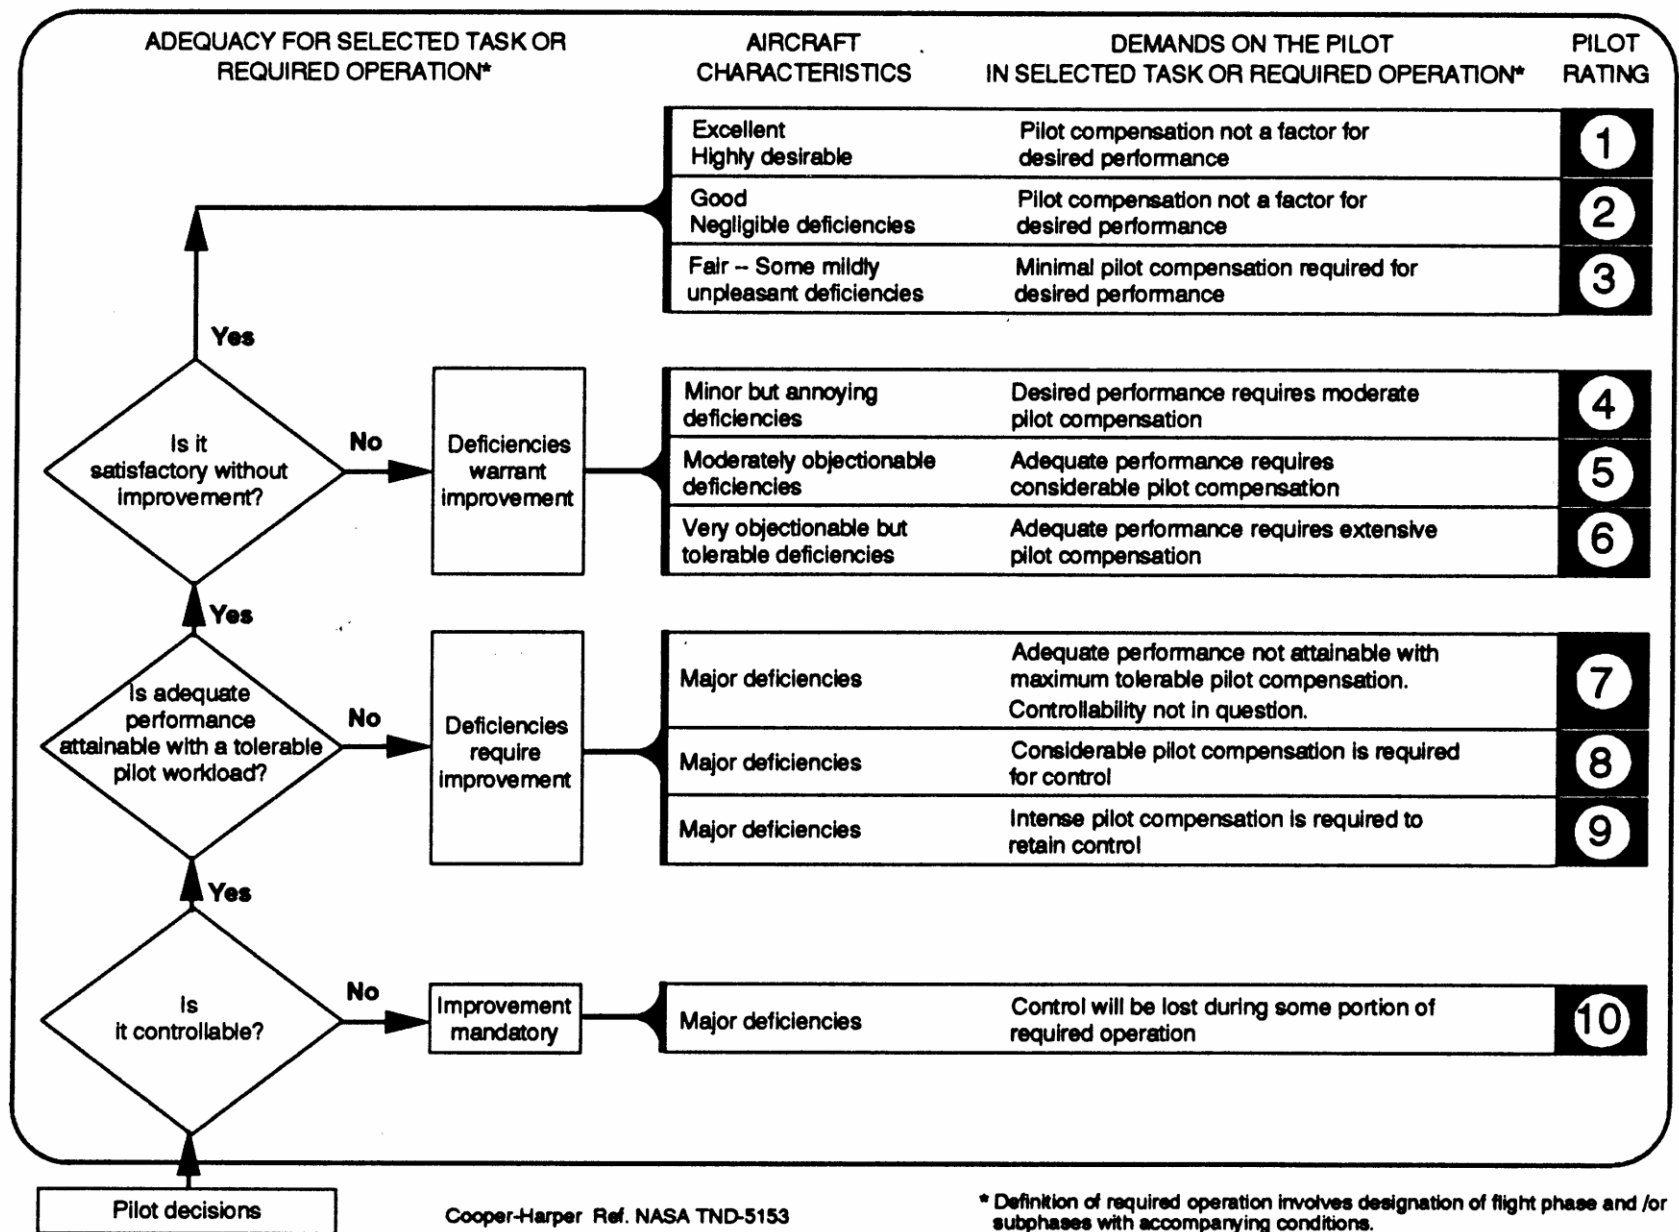 ADEQUACY FOR SELECTED TASK OR
REQUIRED OPERATION*
AIRCRAFT
CHARACTERISTICS
DEMANDS ON THE PILOT
IN SELECTED TASK OR REQUIRED OPERATION*
PILOT
RATING
Excellent
Highly desirable
Pilot compensation not a factor for
desired performance
1
Good
Negligible deficiencies
Pilot compensation not a factor for
desired performance
2
Fair -- Some mildly
unpleasant deficiencies
Minimal pilot compensation required for
desired performance
3
Yes
Is it
satisfactory without
improvement?
No
Deficiencies
warrant
improvement
Minor but annoying
deficiencies
Desired performance requires moderate
pilot compensation
4
Moderately objectionable
deficiencies
Adequate performance requires
considerable pilot compensation
5
Very objectionable but
tolerable deficiencies
Adequate performance requires extensive
pilot compensation
6
Yes
Is adequate
performance
attainable with a tolerable
pilot workload?
No
Deficiencies
require
improvement
Major deficiencies
Adequate performance not attainable with
maximum tolerable pilot compensation.
Controllability not in question.
7
Major deficiencies
Considerable pilot compensation is required
for control
8
Major deficiencies
Intense pilot compensation is required to
retain control
9
Yes
Is
it controllable?
No
Improvement
mandatory
Major deficiencies
Control will be lost during some portion of
required operation
10
Pilot decisions
Cooper-Harper Ref. NASA TND-5153
* Definition of required operation involves designation of flight phase and /or
subphases with accompanying conditions.